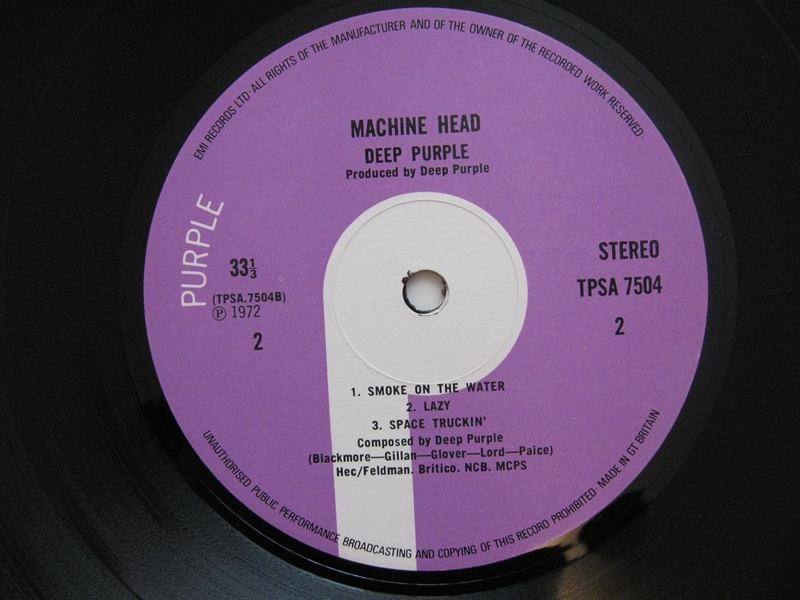 EMI RECORDS LTD·ALL RIGHTS OF THE MANUFACTURER AND OF THE OWNER OF THE RECORDED WORK RESERVED·
MACHINE HEAD
DEEP PURPLE
Produced by Deep Purple
PURPLE
33⅓
(TPSA.7504B)
Ⓟ 1972
2
STEREO
TPSA 7504
2
1. SMOKE ON THE WATER
2. LAZY
3. SPACE TRUCKIN'
Composed by Deep Purple
(Blackmore—Gillan—Glover—Lord—Paice)
Hec/Feldman. Britico. NCB. MCPS
UNAUTHORISED PUBLIC PERFORMANCE BROADCASTING AND COPYING OF THIS RECORD PROHIBITED· MADE IN GT BRITAIN